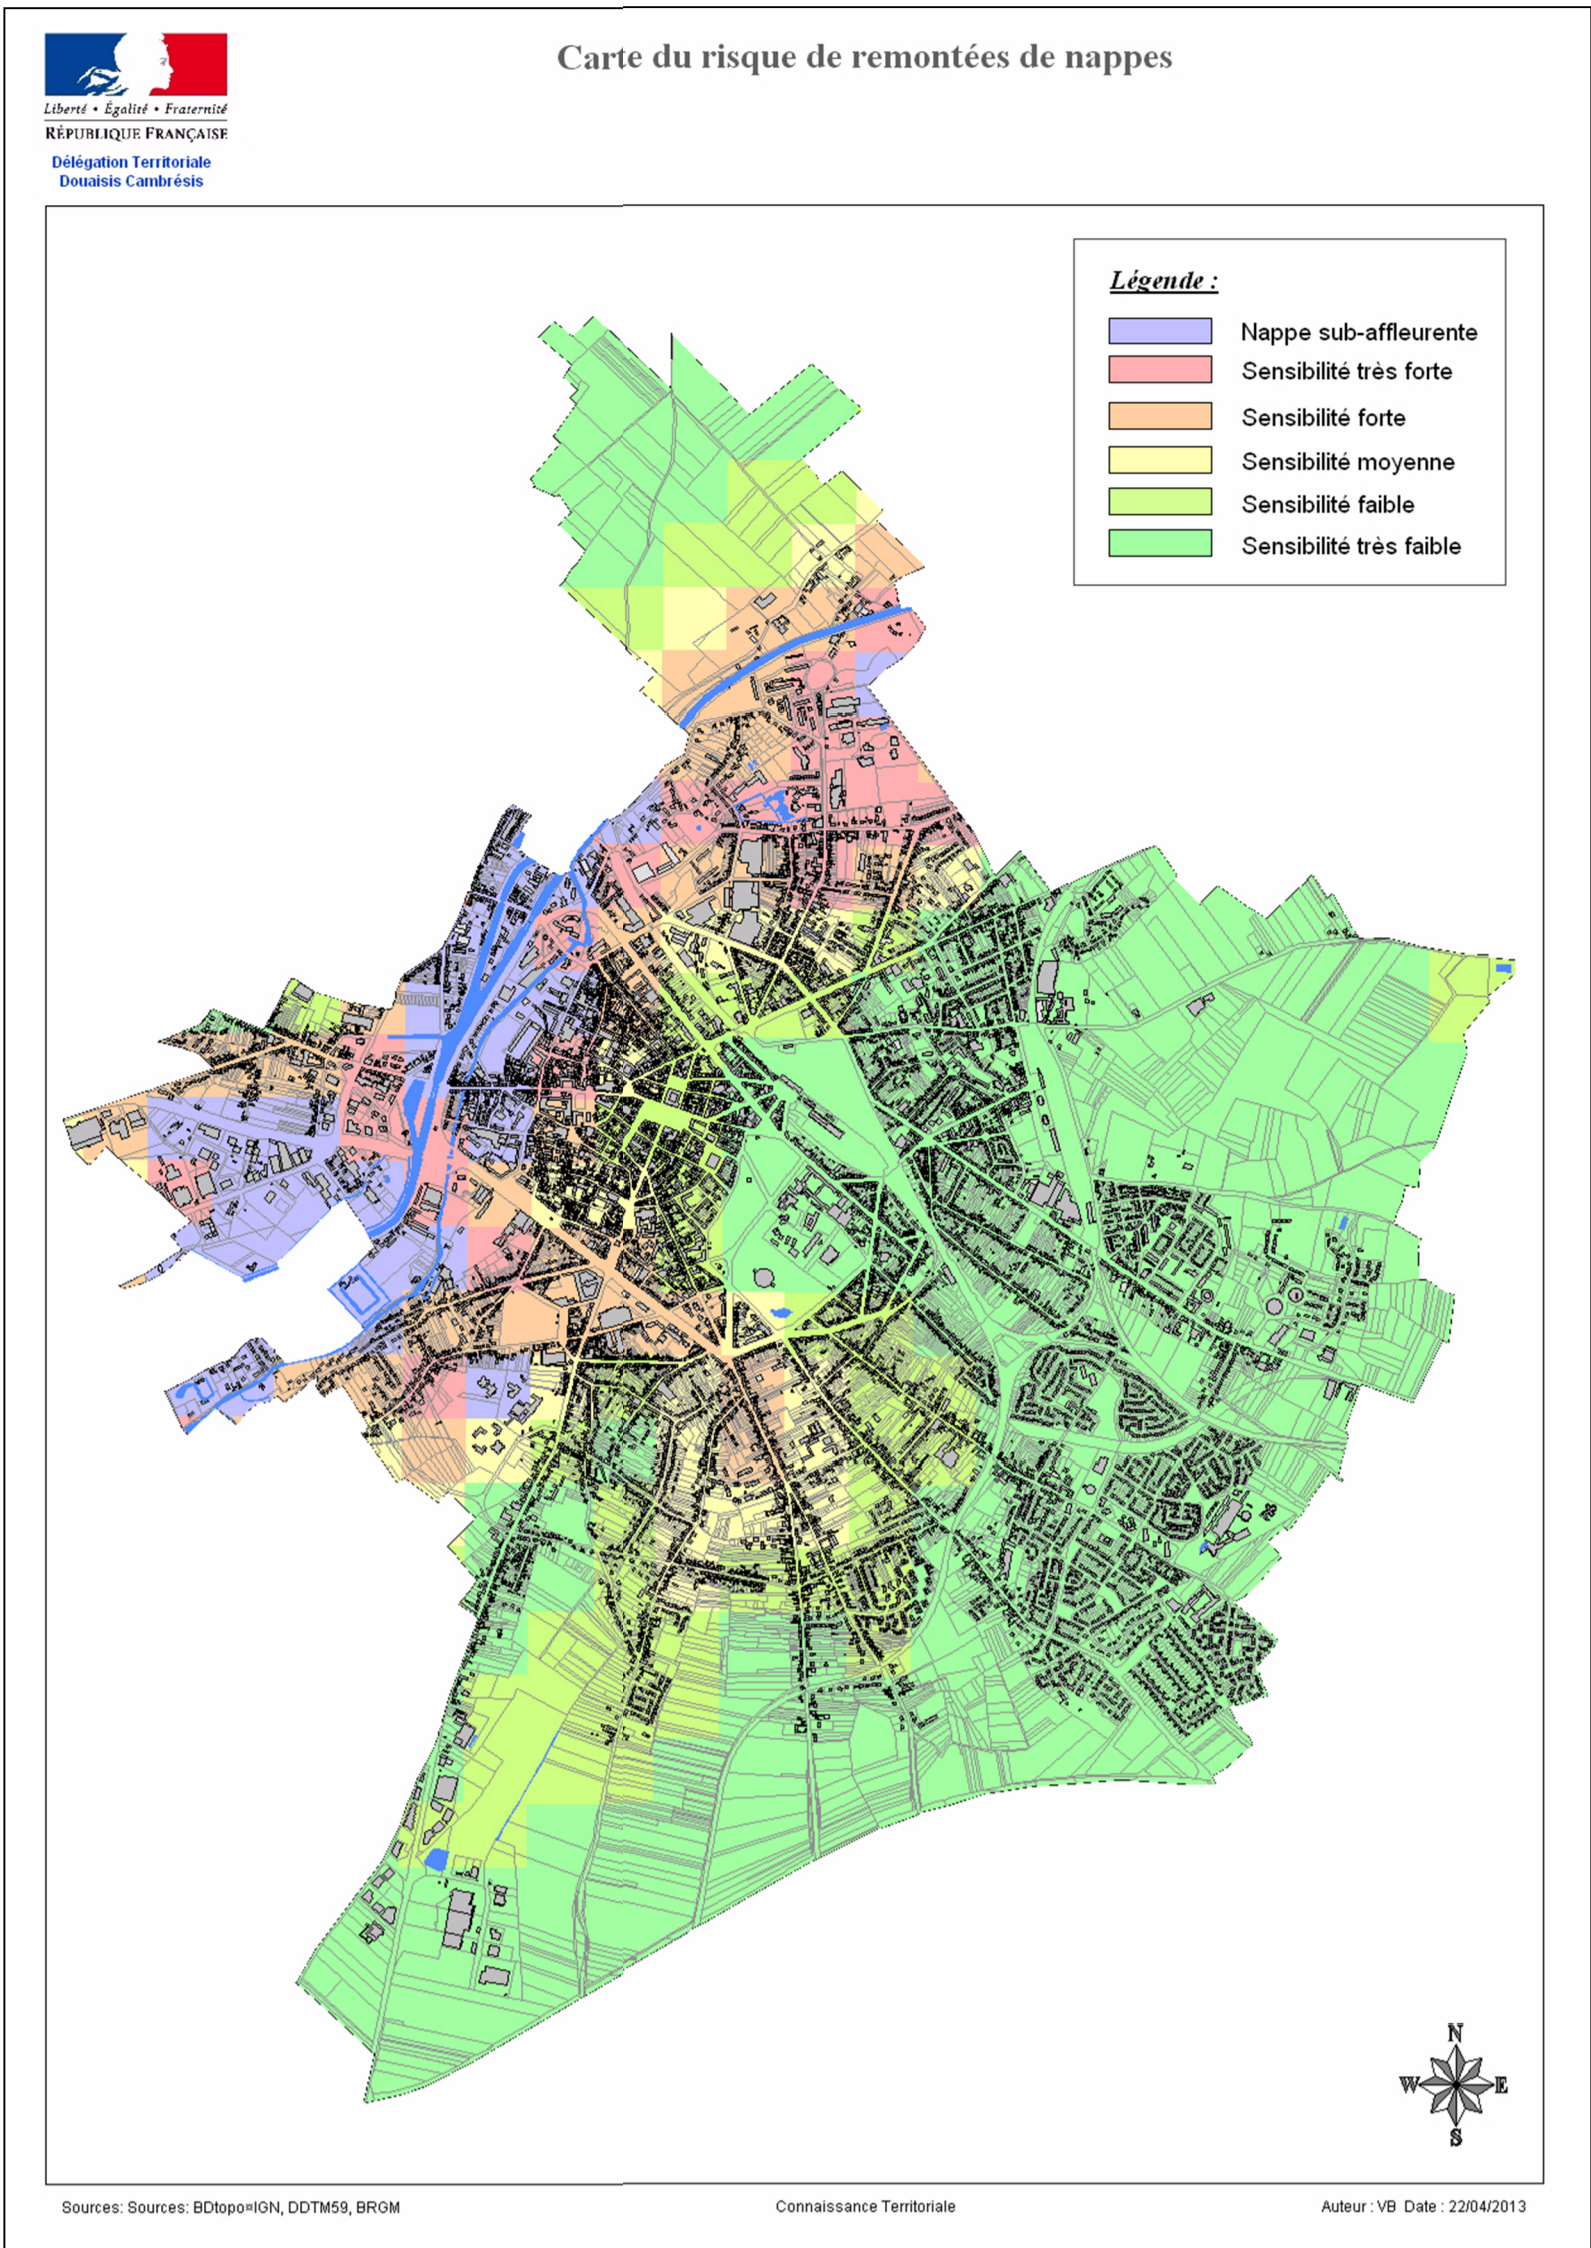 Carte du risque de remontées de nappes
Liberté • Égalité • Fraternité
RÉPUBLIQUE FRANÇAISE
Délégation Territoriale
Douaisis Cambrésis
Légende :
Nappe sub-affleurente
Sensibilité très forte
Sensibilité forte
Sensibilité moyenne
Sensibilité faible
Sensibilité très faible
N
W E
S
Sources: Sources: BDtopo¤IGN, DDTM59, BRGM
Connaissance Territoriale
Auteur : VB Date : 22/04/2013